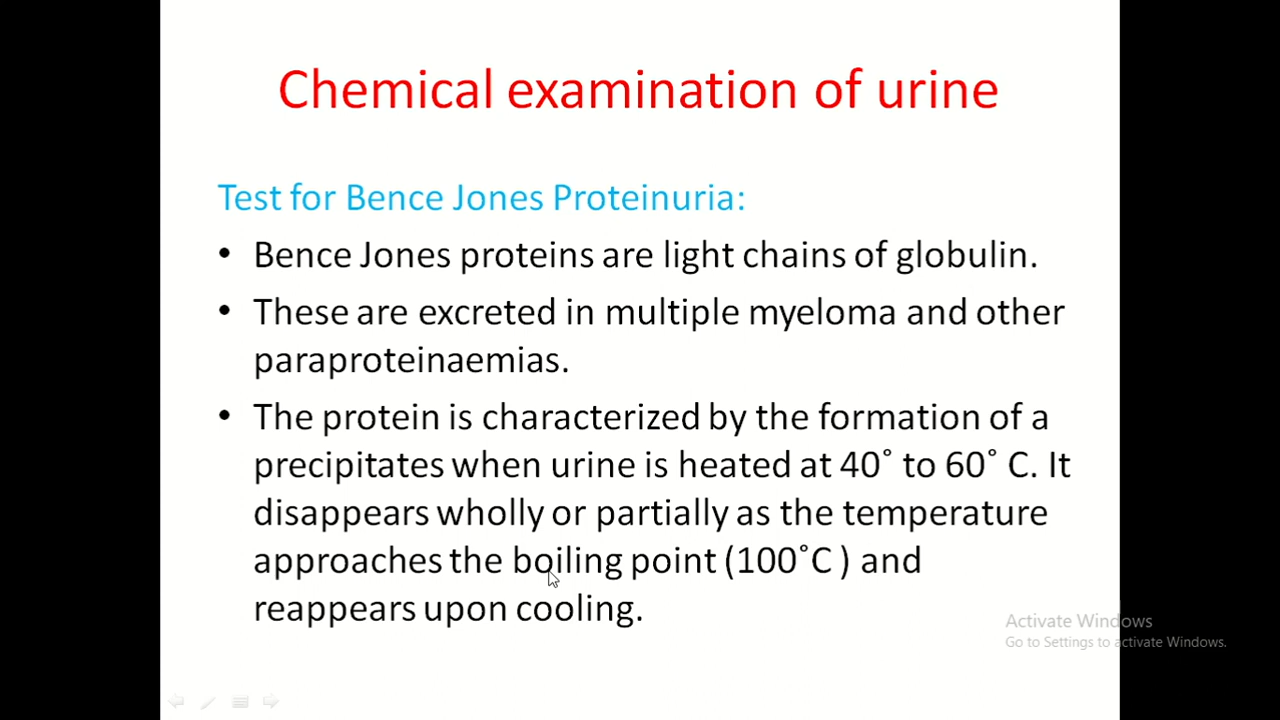 Chemical examination of urine
Test for Bence Jones Proteinuria:
• Bence Jones proteins are light chains of globulin.
• These are excreted in multiple myeloma and other
paraproteinaemias.
• The protein is characterized by the formation of a
precipitates when urine is heated at 40˚ to 60˚ C. It
disappears wholly or partially as the temperature
approaches the boiling point (100˚C ) and
reappears upon cooling.
Activate Windows
Go to Settings to activate Windows.